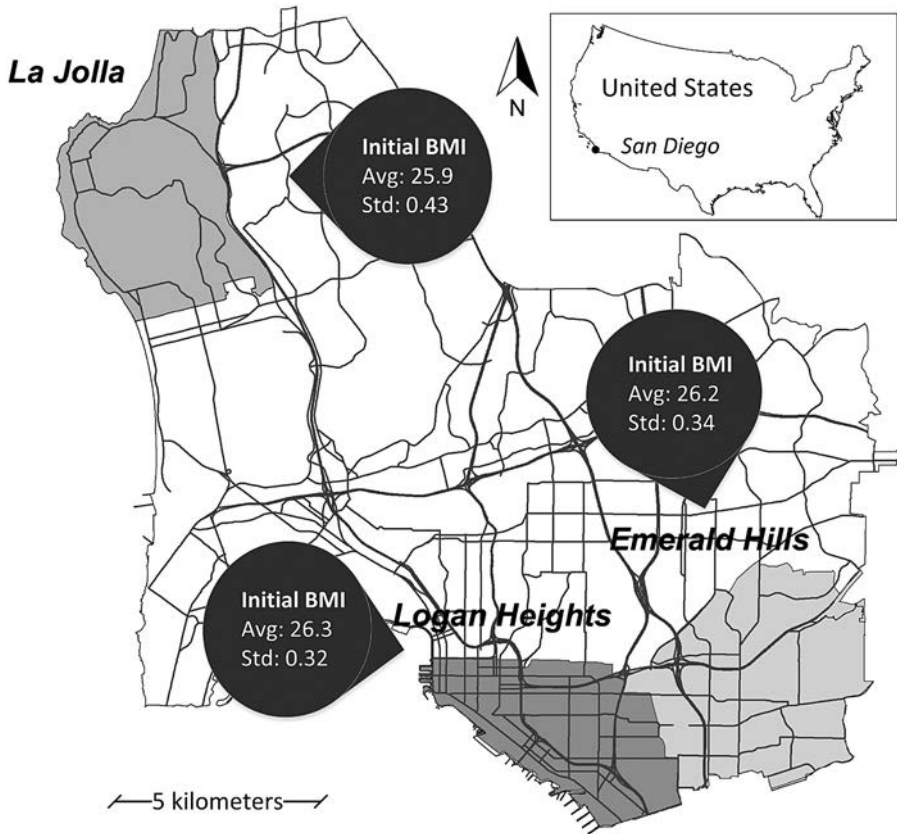 La Jolla
Initial BMI
Avg: 25.9
Std: 0.43
N
United States
San Diego
Initial BMI
Avg: 26.2
Std: 0.34
Emerald Hills
Initial BMI
Avg: 26.3
Std: 0.32
Logan Heights
5 kilometers